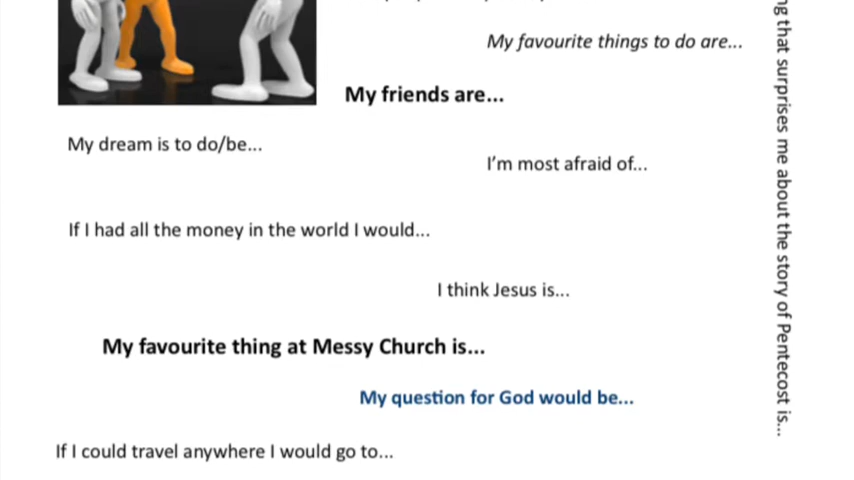 My favourite things to do are...
My friends are...
My dream is to do/be...
I'm most afraid of...
If I had all the money in the world I would...
I think Jesus is...
My favourite thing at Messy Church is...
My question for God would be...
If I could travel anywhere I would go to...
that surprises me about the story of Pentecost is...